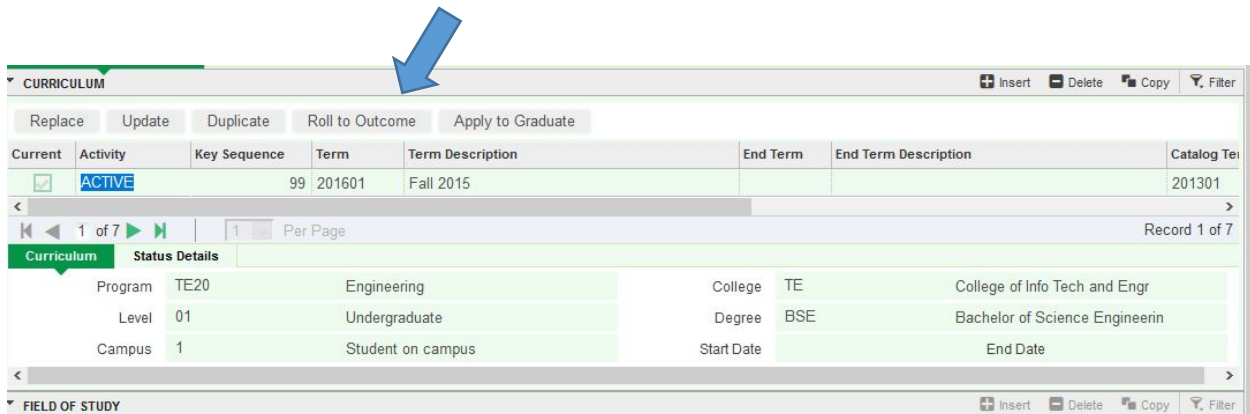 CURRICULUM Insert Delete Copy Filter
Replace Update Duplicate Roll to Outcome Apply to Graduate
Current Activity Key Sequence Term Term Description End Term End Term Description Catalog Ter
ACTIVE 99 201601 Fall 2015 201301
1 of 7 1 Per Page Record 1 of 7
Curriculum Status Details
Program TE20 Engineering College TE College of Info Tech and Engr
Level 01 Undergraduate Degree BSE Bachelor of Science Engineerin
Campus 1 Student on campus Start Date End Date
FIELD OF STUDY Insert Delete Copy Filter